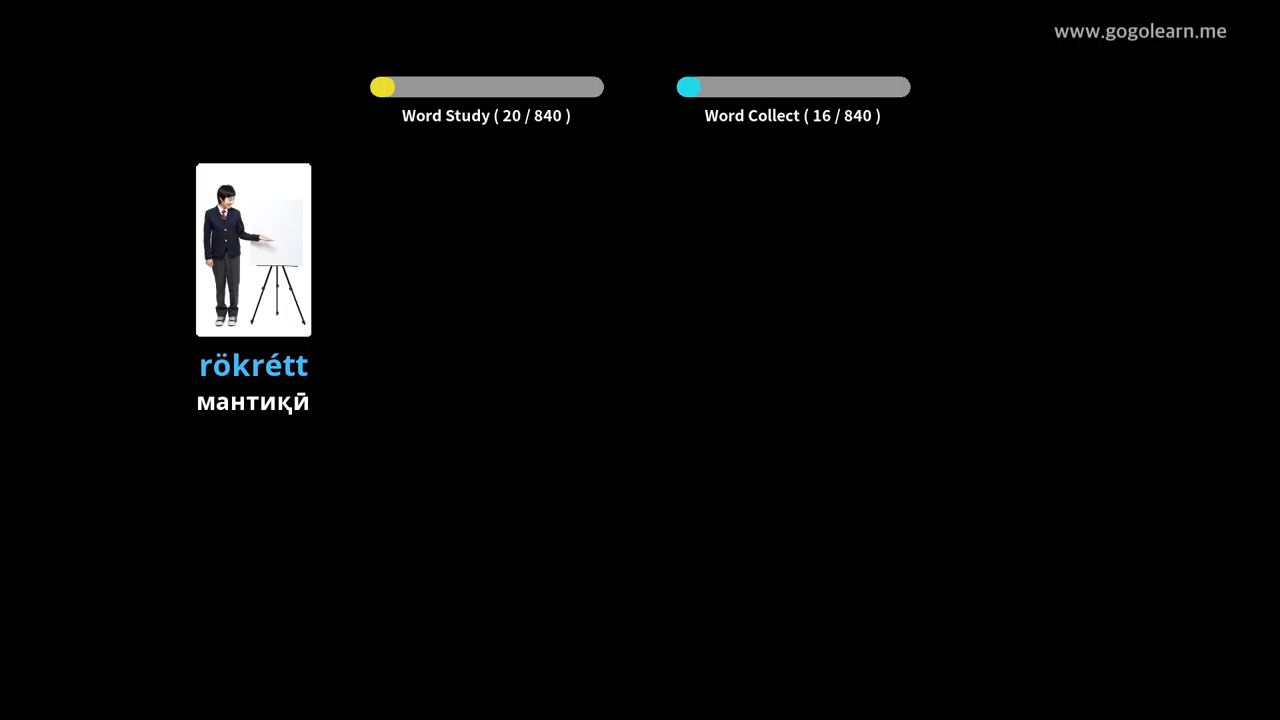 www.gogolearn.me
Word Study ( 20 / 840 )
Word Collect ( 16 / 840 )
rökrétt
мантиқӣ